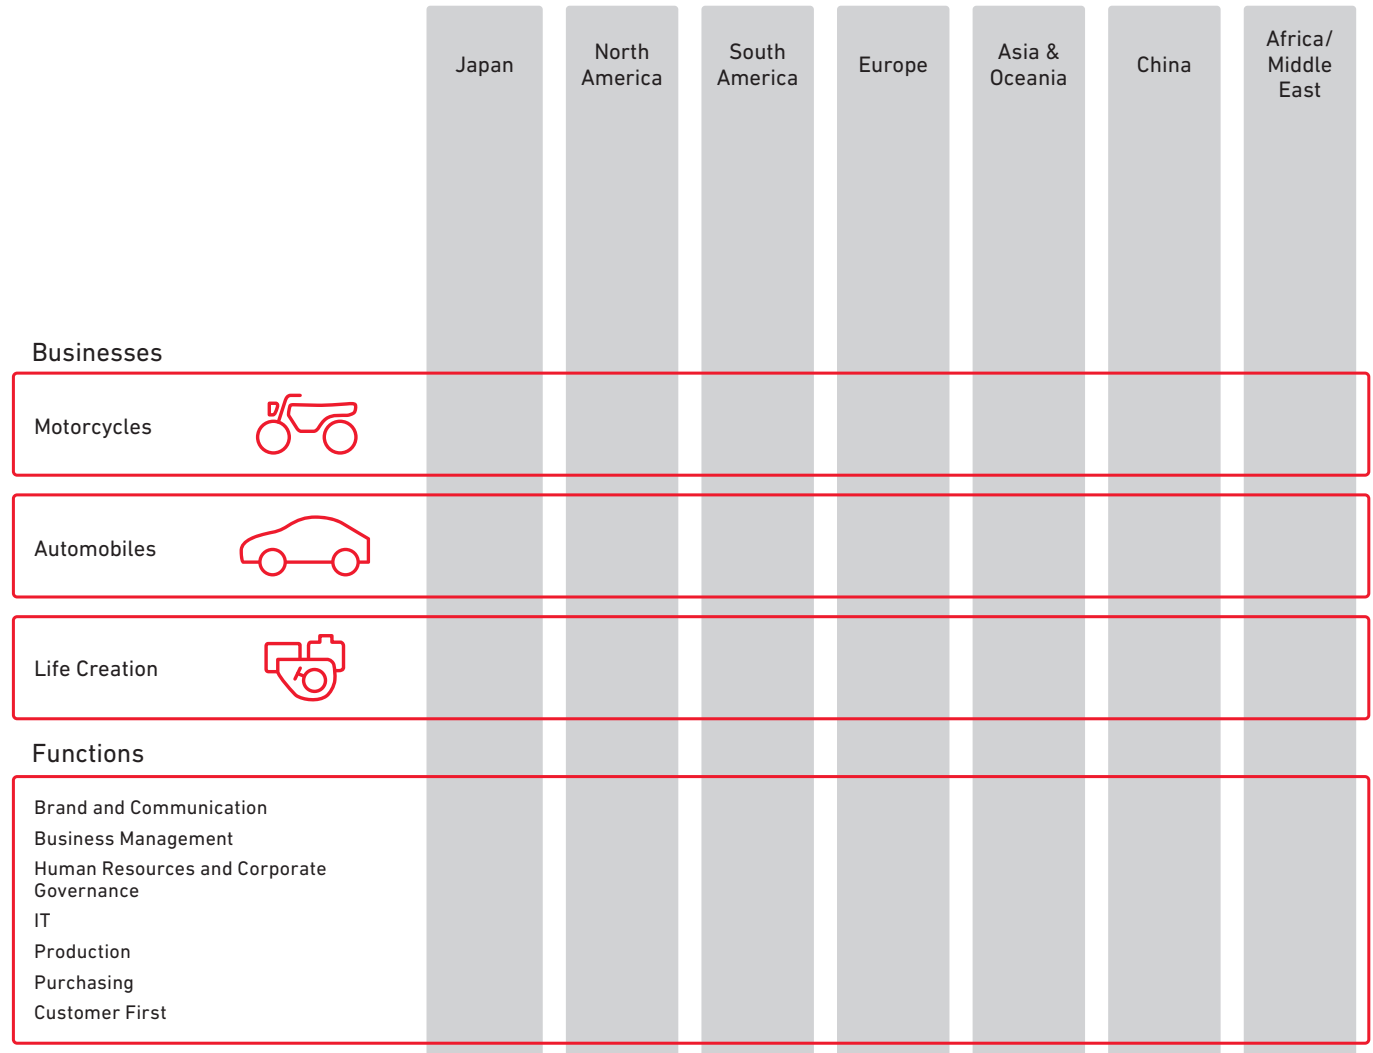 Japan
North
America
South
America
Europe
Asia &
Oceania
China
Africa/
Middle
East
Businesses
Motorcycles
Automobiles
Life Creation
Functions
Brand and Communication
Business Management
Human Resources and Corporate
Governance
IT
Production
Purchasing
Customer First